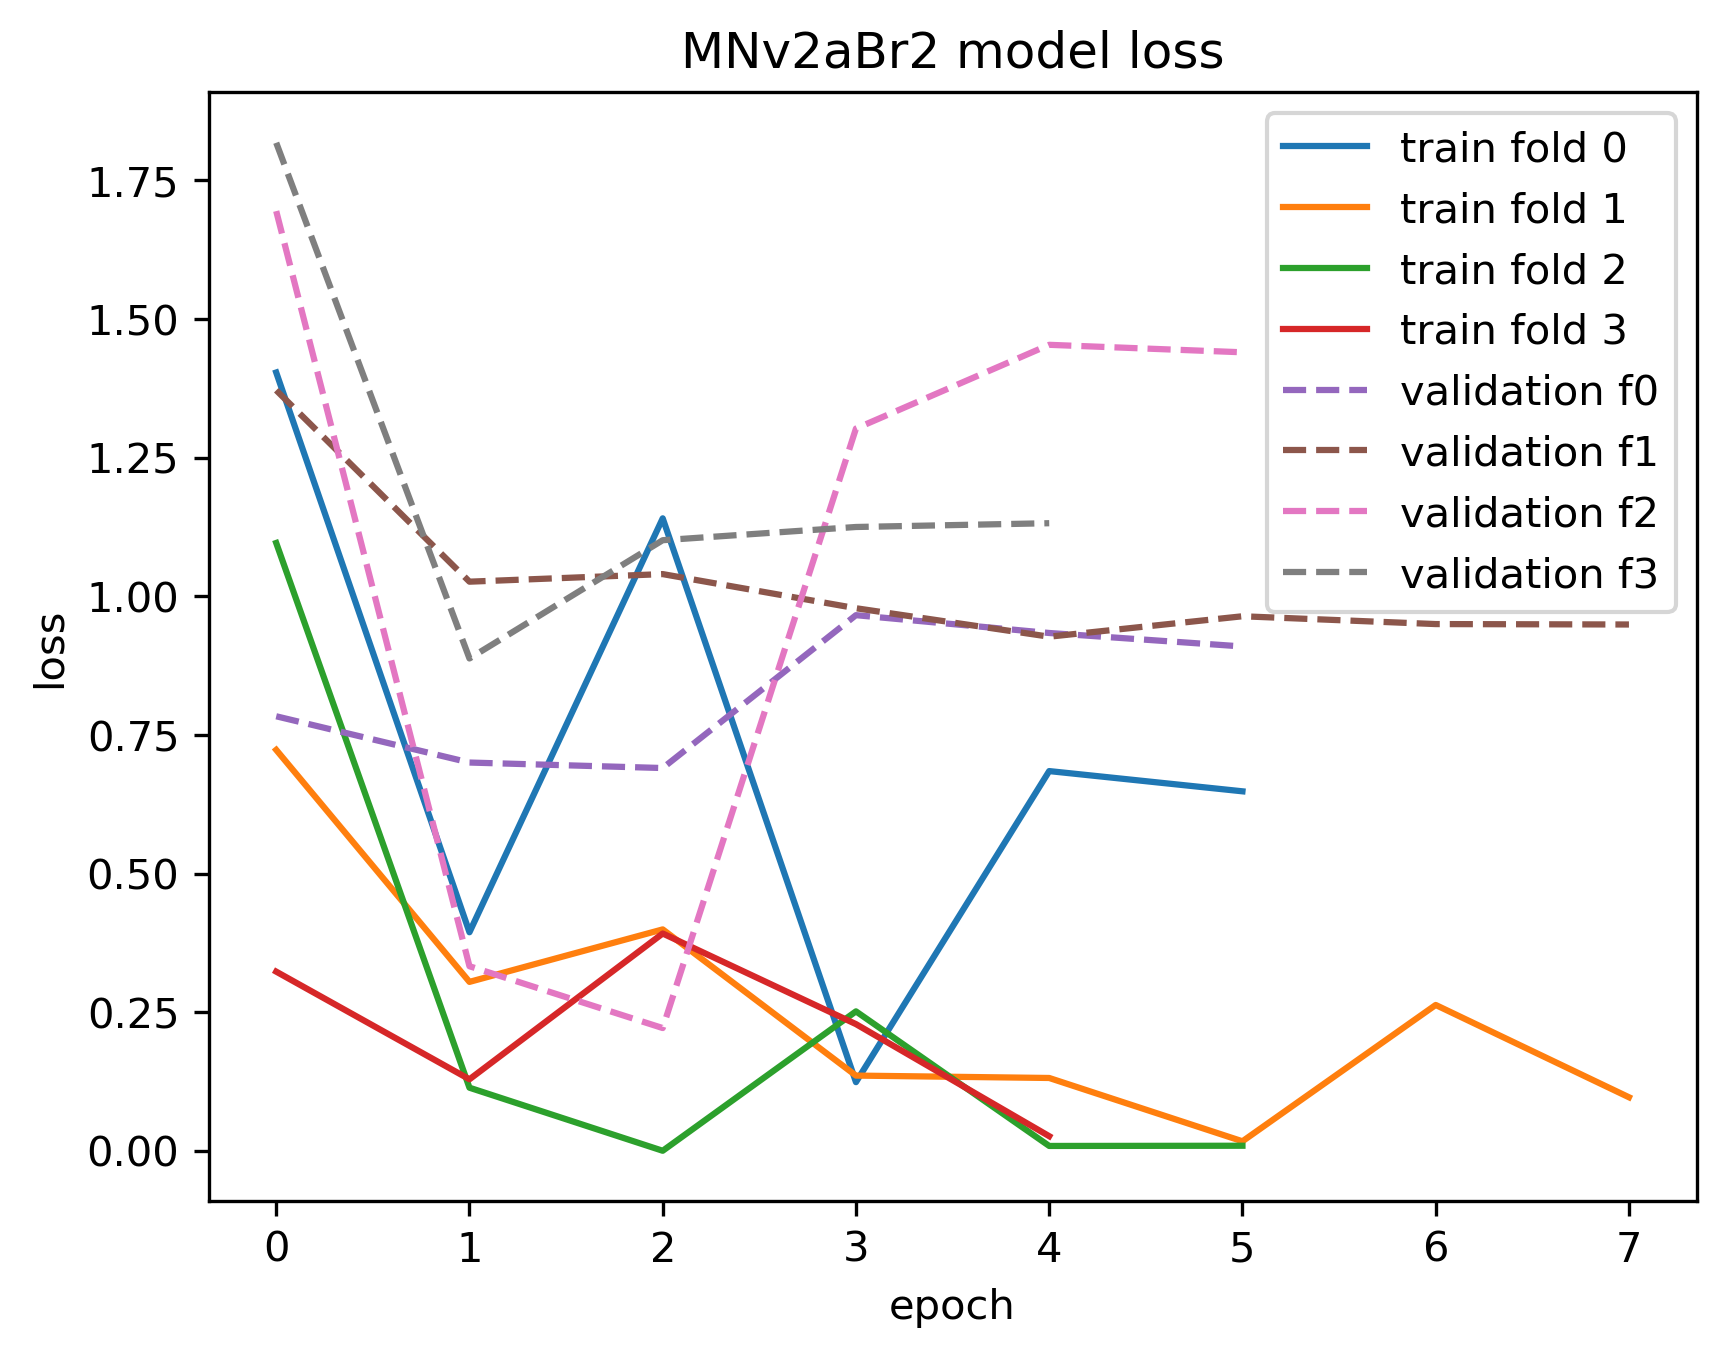 MNv2aBr2 model loss
train fold 0
train fold 1
train fold 2
train fold 3
validation f0
validation f1
validation f2
validation f3
loss
1.75
1.50
1.25
1.00
0.75
0.50
0.25
0.00
0 1 2 3 4 5 6 7
epoch